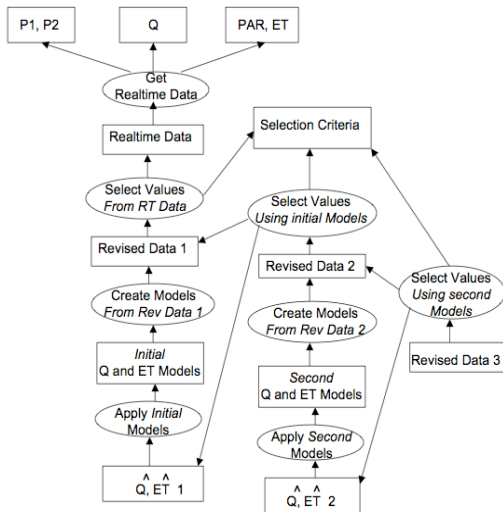 P1, P2
Q
PAR, ET
Get
Realtime Data
Realtime Data
Selection Criteria
Select Values
From RT Data
Select Values
Using initial Models
Revised Data 1
Revised Data 2
Select Values
Using second
Models
Create Models
From Rev Data 1
Create Models
From Rev Data 2
Revised Data 3
Initial
Q and ET Models
Second
Q and ET Models
Apply Initial
Models
Apply Second
Models
Q̂, ET̂ 1
Q̂, ET̂ 2